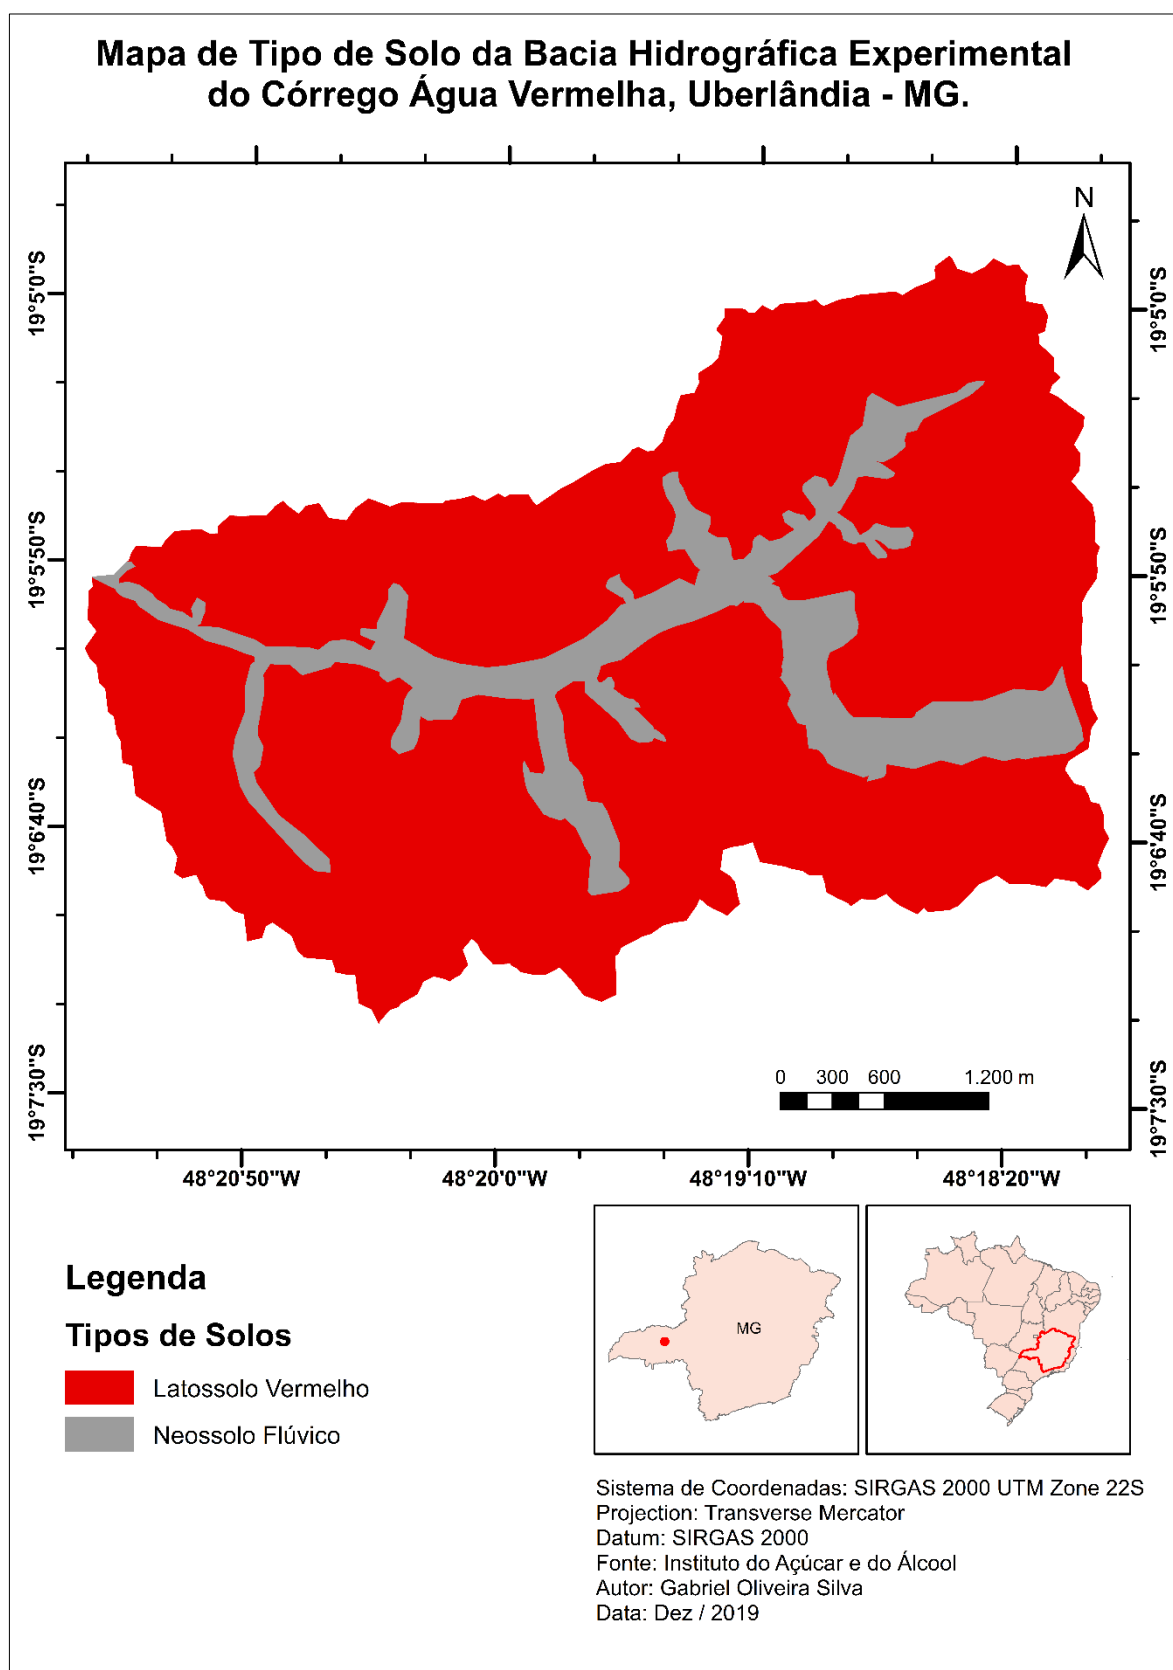 Mapa de Tipo de Solo da Bacia Hidrográfica Experimental
do Córrego Água Vermelha, Uberlândia - MG.
N
19°5'0"S
19°5'0"S
19°5'50"S
19°5'50"S
19°6'40"S
19°6'40"S
19°7'30"S
19°7'30"S
0 300 600 1.200 m
48°20'50"W 48°20'0"W 48°19'10"W 48°18'20"W
Legenda
Tipos de Solos
Latossolo Vermelho
Neossolo Flúvico
MG
Sistema de Coordenadas: SIRGAS 2000 UTM Zone 22S
Projection: Transverse Mercator
Datum: SIRGAS 2000
Fonte: Instituto do Açúcar e do Álcool
Autor: Gabriel Oliveira Silva
Data: Dez / 2019